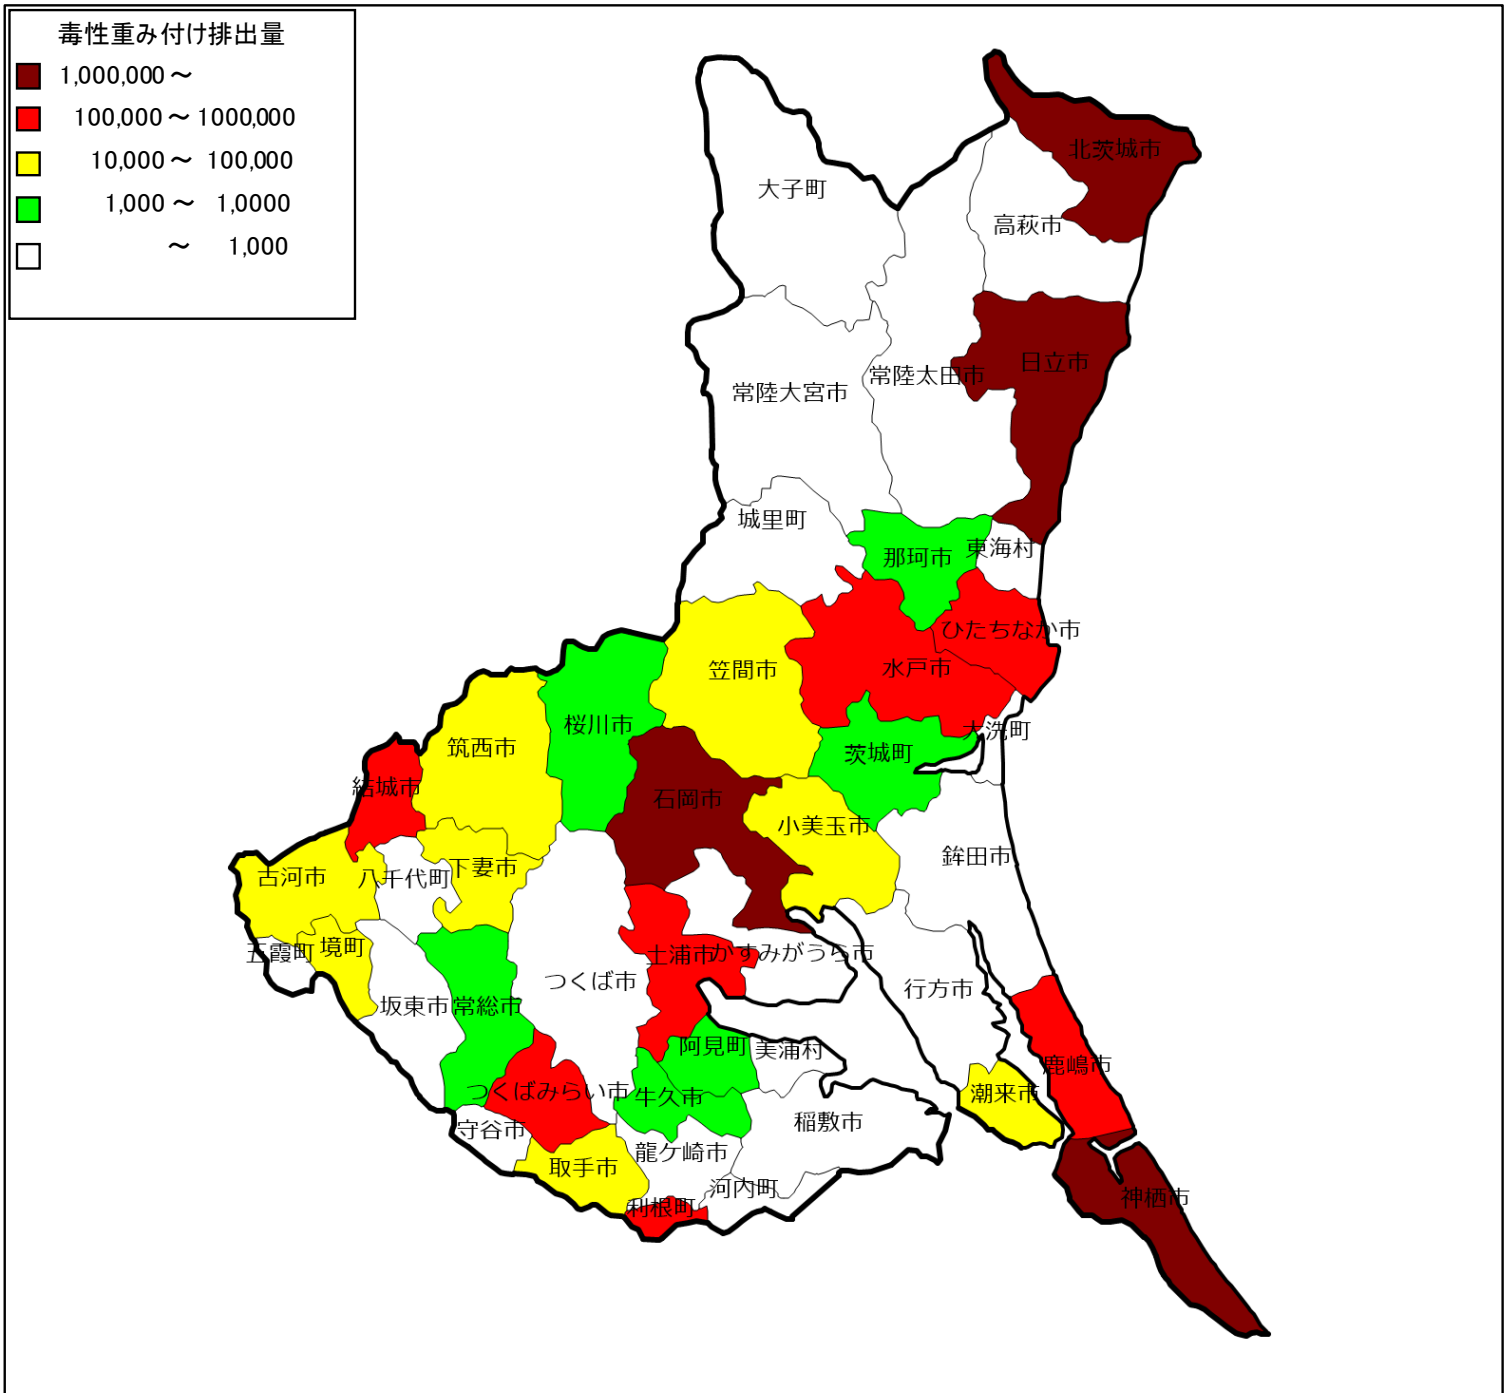 毒性重み付け排出量
1,000,000～
100,000～1000,000
10,000～ 100,000
1,000～ 1,0000
～ 1,000
北茨城市
大子町
高萩市
日立市
常陸太田市
常陸大宮市
城里町
東海村
那珂市
ひたちなか市
水戸市
笠間市
桜川市
大洗町
筑西市
茨城町
結城市
石岡市
小美玉市
鉾田市
下妻市
古河市
八千代町
境町
五霞町
土浦市
かすみがうら市
つくば市
行方市
坂東市
常総市
阿見町
美浦村
鹿嶋市
つくばみらい市
牛久市
潮来市
稲敷市
守谷市
龍ケ崎市
取手市
河内町
神栖市
利根町